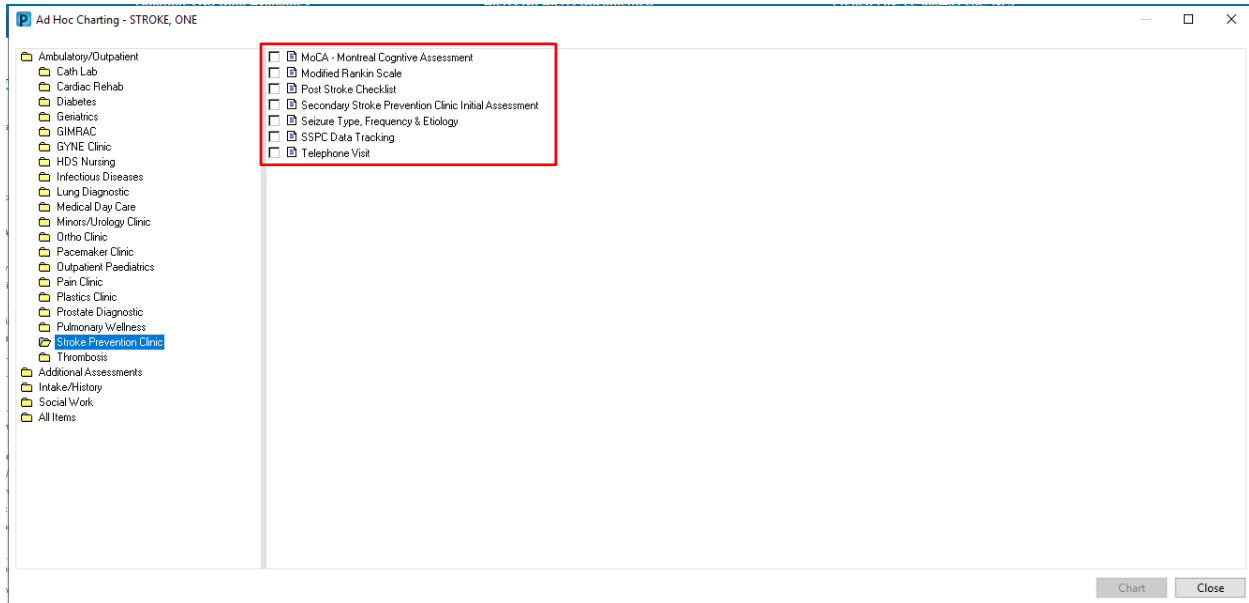 Ad Hoc Charting - STROKE, ONE
Ambulatory/Outpatient
Cath Lab
Cardiac Rehab
Diabetes
Geriatrics
GIMRAC
GYNE Clinic
HDS Nursing
Infectious Diseases
Lung Diagnostic
Medical Day Care
Minors/Urology Clinic
Ortho Clinic
Pacemaker Clinic
Outpatient Paediatrics
Pain Clinic
Plastics Clinic
Prostate Diagnostic
Pulmonary Wellness
Stroke Prevention Clinic
Thrombosis
Additional Assessments
Intake/History
Social Work
All Items
MoCA - Montreal Cogntive Assessment
Modified Rankin Scale
Post Stroke Checklist
Secondary Stroke Prevention Clinic Initial Assessment
Seizure Type, Frequency & Etiology
SSPC Data Tracking
Telephone Visit
Chart
Close